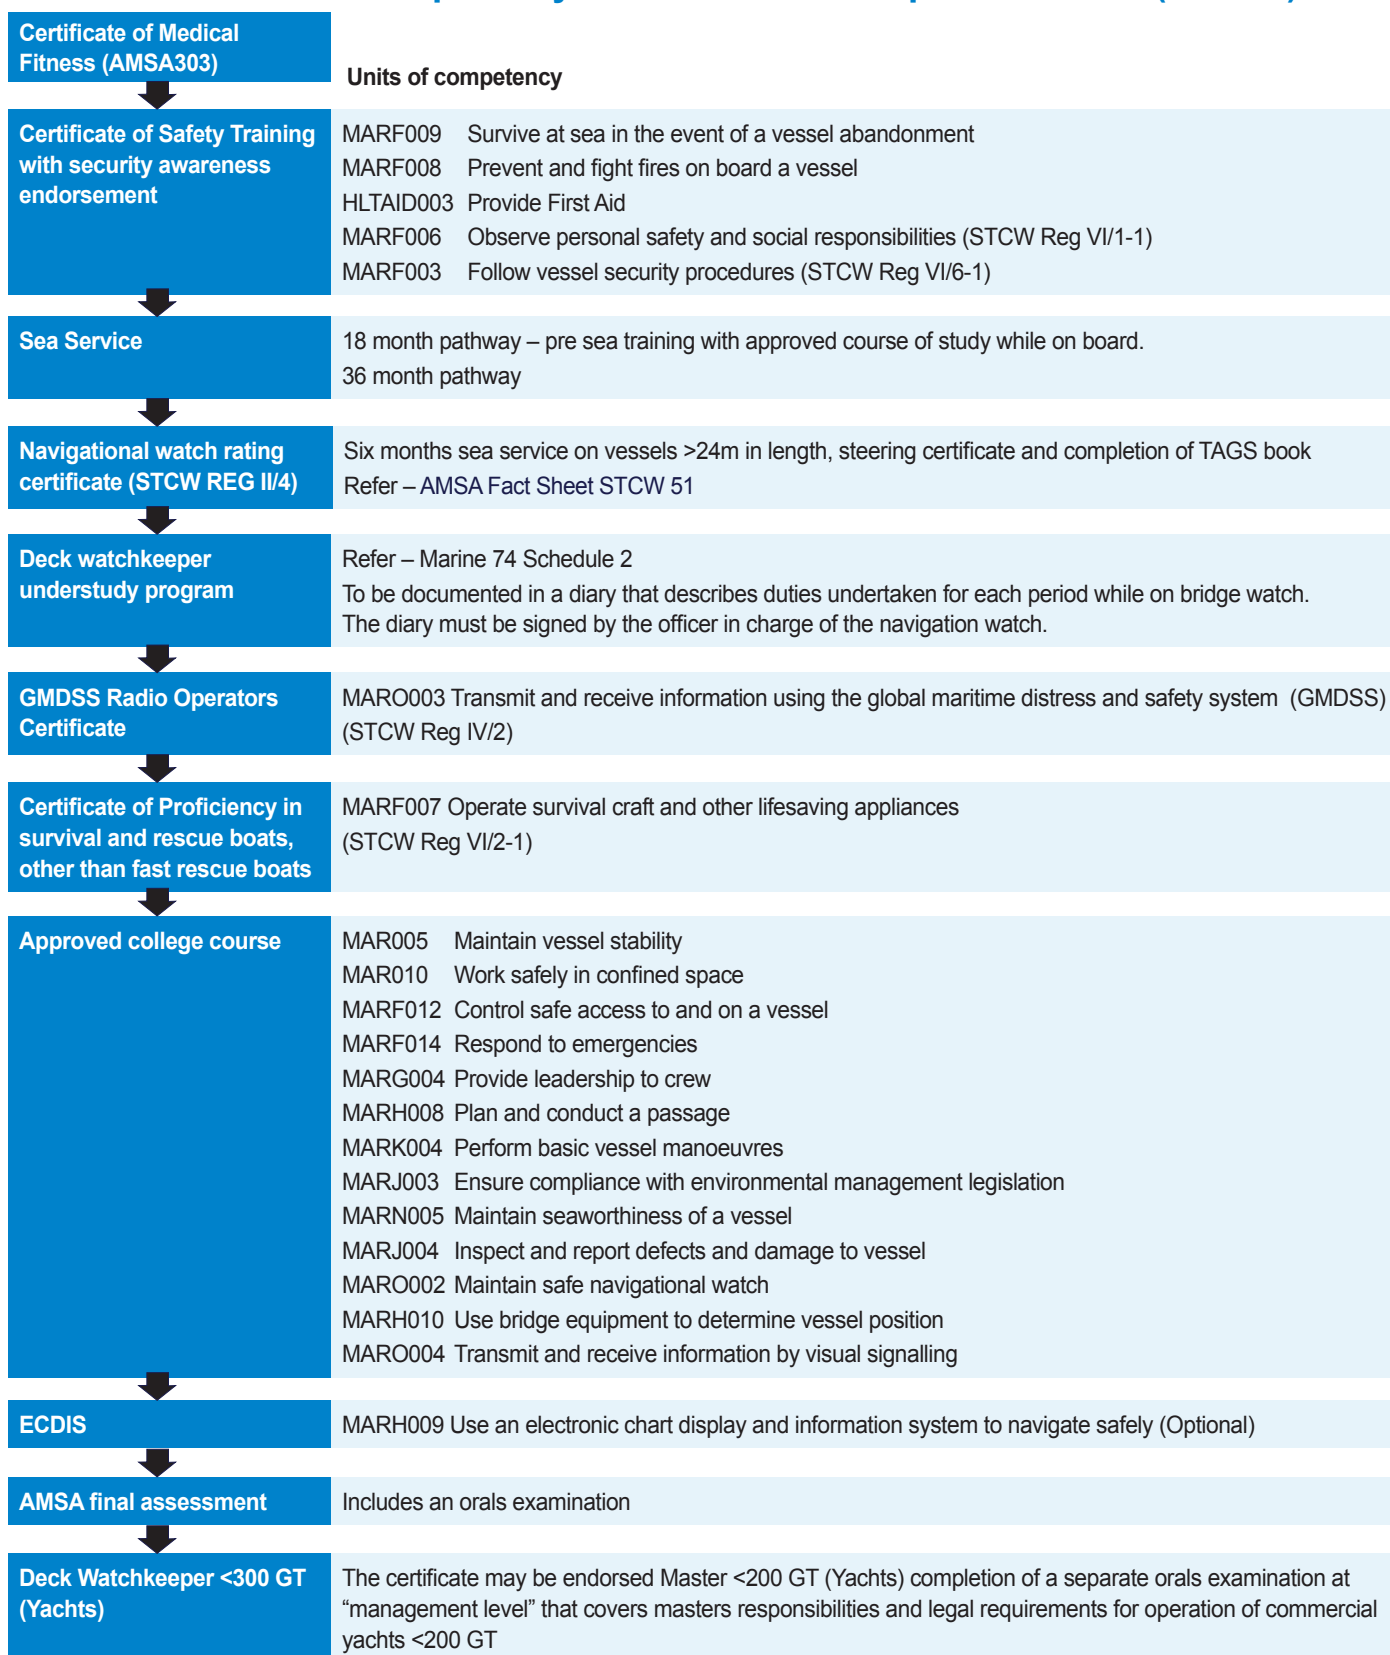 Certificate of Medical
Fitness (AMSA303)
Units of competency
Certificate of Safety Training
with security awareness
endorsement
MARF009 Survive at sea in the event of a vessel abandonment
MARF008 Prevent and fight fires on board a vessel
HLTAID003 Provide First Aid
MARF006 Observe personal safety and social responsibilities (STCW Reg VI/1-1)
MARF003 Follow vessel security procedures (STCW Reg VI/6-1)
Sea Service
18 month pathway – pre sea training with approved course of study while on board.
36 month pathway
Navigational watch rating
certificate (STCW REG II/4)
Six months sea service on vessels >24m in length, steering certificate and completion of TAGS book
Refer – AMSA Fact Sheet STCW 51
Deck watchkeeper
understudy program
Refer – Marine 74 Schedule 2
To be documented in a diary that describes duties undertaken for each period while on bridge watch.
The diary must be signed by the officer in charge of the navigation watch.
GMDSS Radio Operators
Certificate
MARO003 Transmit and receive information using the global maritime distress and safety system (GMDSS)
(STCW Reg IV/2)
Certificate of Proficiency in
survival and rescue boats,
other than fast rescue boats
MARF007 Operate survival craft and other lifesaving appliances
(STCW Reg VI/2-1)
Approved college course
MAR005 Maintain vessel stability
MAR010 Work safely in confined space
MARF012 Control safe access to and on a vessel
MARF014 Respond to emergencies
MARG004 Provide leadership to crew
MARH008 Plan and conduct a passage
MARK004 Perform basic vessel manoeuvres
MARJ003 Ensure compliance with environmental management legislation
MARN005 Maintain seaworthiness of a vessel
MARJ004 Inspect and report defects and damage to vessel
MARO002 Maintain safe navigational watch
MARH010 Use bridge equipment to determine vessel position
MARO004 Transmit and receive information by visual signalling
ECDIS
MARH009 Use an electronic chart display and information system to navigate safely (Optional)
AMSA final assessment
Includes an orals examination
Deck Watchkeeper <300 GT
(Yachts)
The certificate may be endorsed Master <200 GT (Yachts) completion of a separate orals examination at
“management level” that covers masters responsibilities and legal requirements for operation of commercial
yachts <200 GT